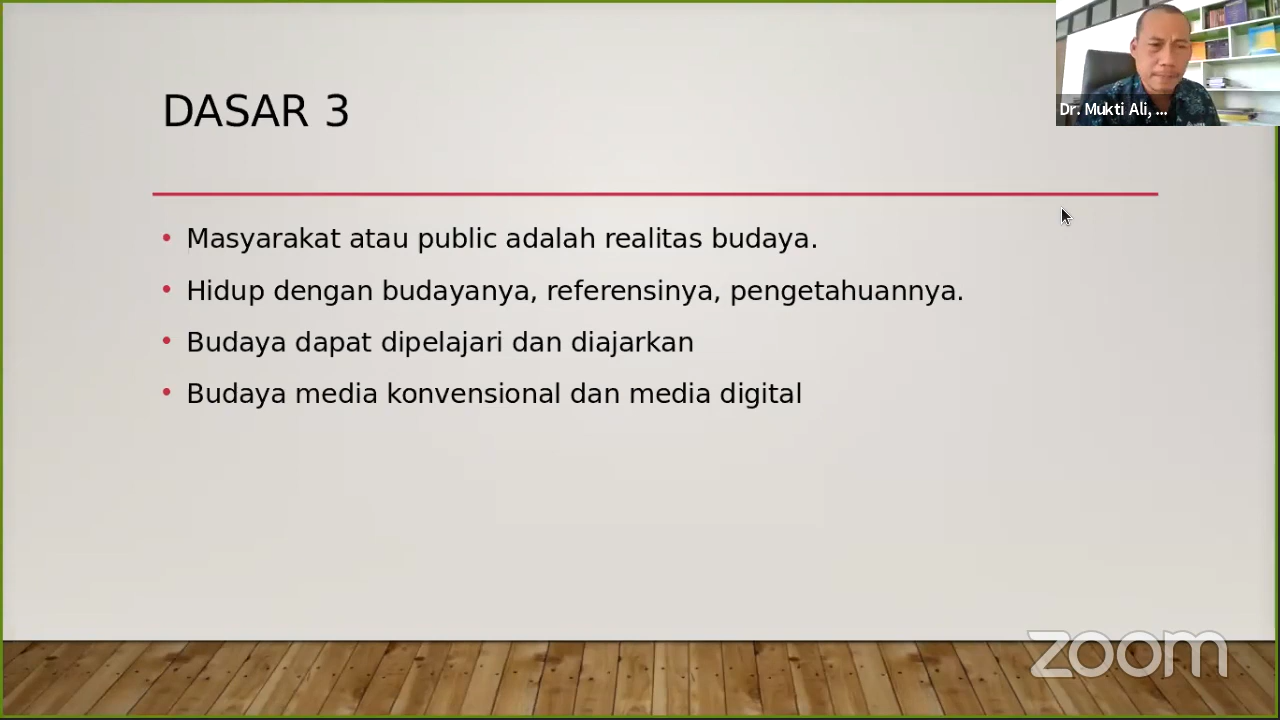 DASAR 3
Dr. Mukti Ali, ...
• Masyarakat atau public adalah realitas budaya.
• Hidup dengan budayanya, referensinya, pengetahuannya.
• Budaya dapat dipelajari dan diajarkan
• Budaya media konvensional dan media digital
zoom